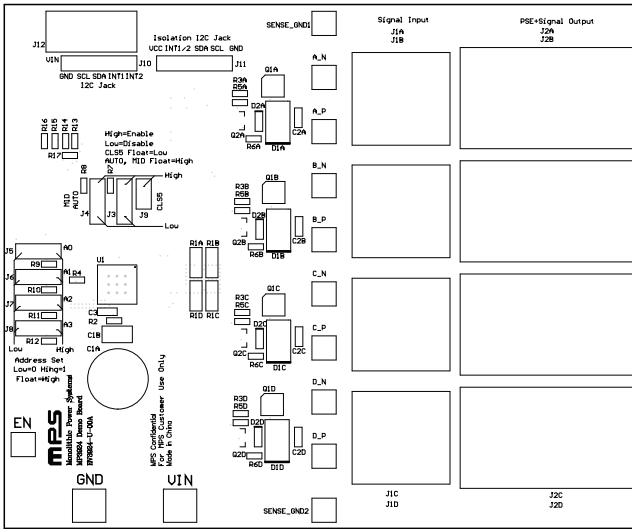 Isolation I2C Jack
VCC INT1/2 SDA SCL GND
J12
VIN
J10
J11
GND SCL SDA INT1 INT2
I2C Jack
SENSE_GND1
Signal Input
J1A
J1B
PSE+Signal Output
J2A
J2B
A_N
A_P
Q1A
R3A
R5A
D2A
Q2A
R6A
D1A
C2A
R16
R15
R14
R13
R17
High=Enable
Low=Disable
CLS5 Float=Low
AUTO, MID Float=High
R8
R7
High
MID
AUTO
J4
J3
J9
CLS5
Low
B_N
B_P
Q1B
R3B
R5B
D2B
Q2B
R6B
D1B
C2B
J5
A0
R9
J6
A1
R4
R10
J7
A2
R11
J8
A3
R12
Low
High
Address Set
Low=0 Hihg=1
Float=High
U1
C3
R2
C1B
C1A
R1A
R1B
R1D
R1C
C_N
C_P
Q1C
R3C
R5C
D2C
Q2C
R6C
D1C
C2C
D_N
D_P
Q1D
R3D
R5D
D2D
Q2D
R6D
D1D
C2D
EN
mps
Monolithic Power Systems
MP3924 Demo Board
EV3924-U-00A
MPS Confidential
For MPS Customer Use Only
Made in China
GND
VIN
SENSE_GND2
J1C
J1D
J2C
J2D